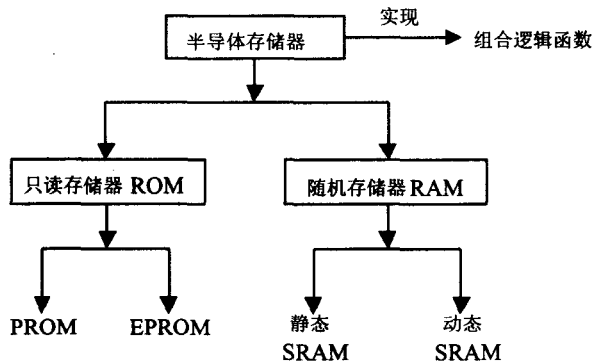 半导体存储器
实现
组合逻辑函数
只读存储器 ROM
随机存储器 RAM
PROM
EPROM
静态
SRAM
动态
SRAM